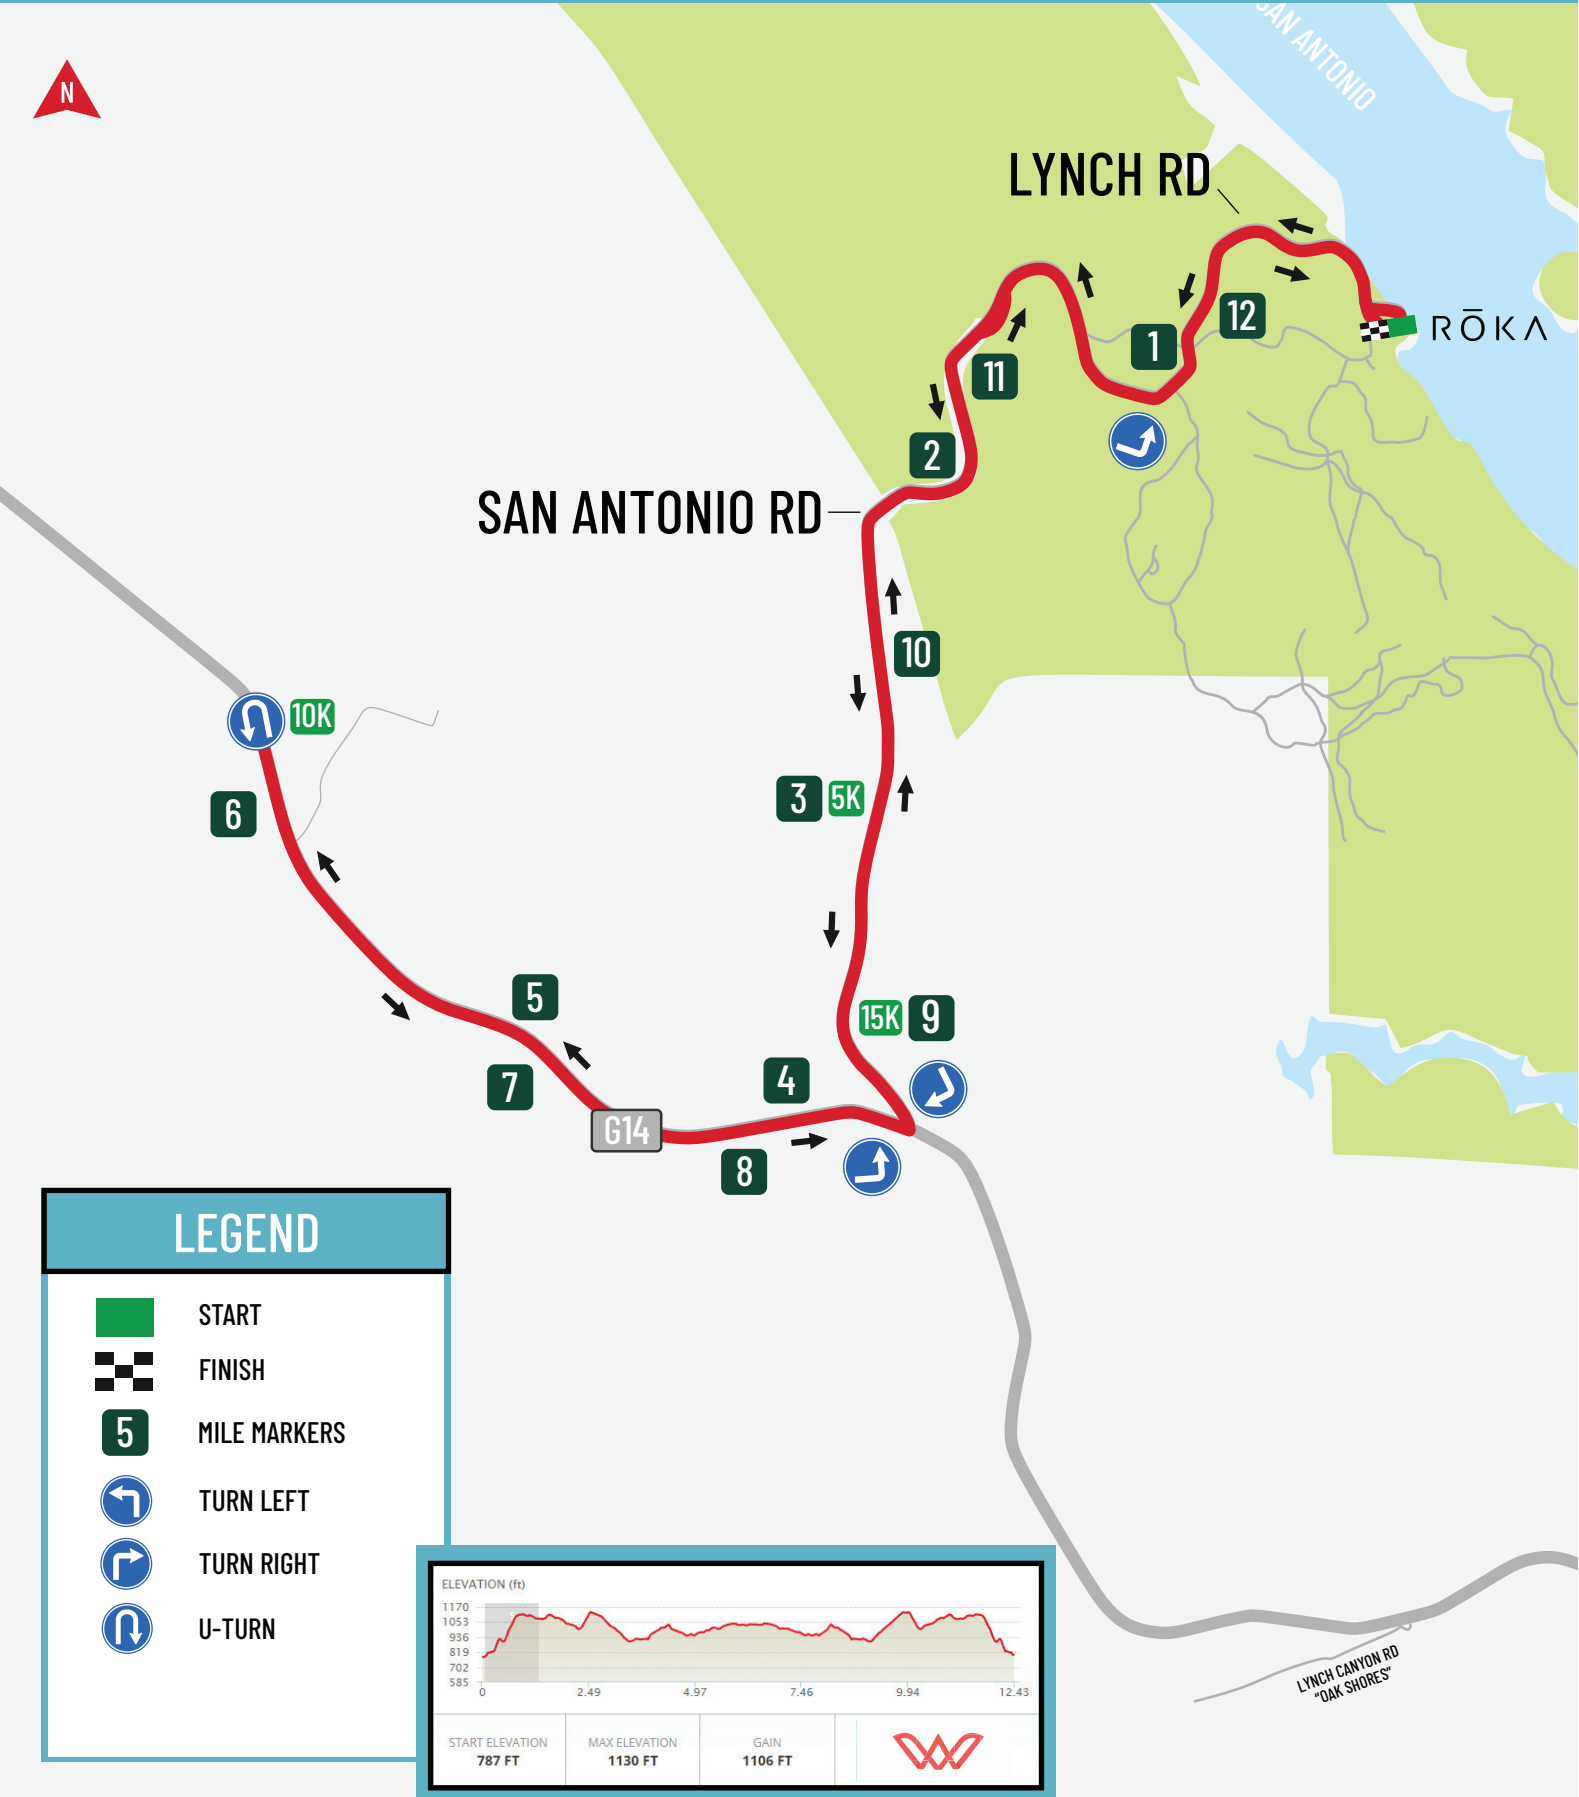 SAN ANTONIO
N
LYNCH RD
12
RŌKA
1
11
2
SAN ANTONIO RD
10
10K
6
3
5K
5
15K
9
7
4
G14
8
LEGEND
START
FINISH
5
MILE MARKERS
TURN LEFT
TURN RIGHT
U-TURN
ELEVATION (ft)
1170
1053
936
819
702
585
0
2.49
4.97
7.46
9.94
12.43
START ELEVATION
787 FT
MAX ELEVATION
1130 FT
GAIN
1106 FT
LYNCH CANYON RD
"OAK SHORES"